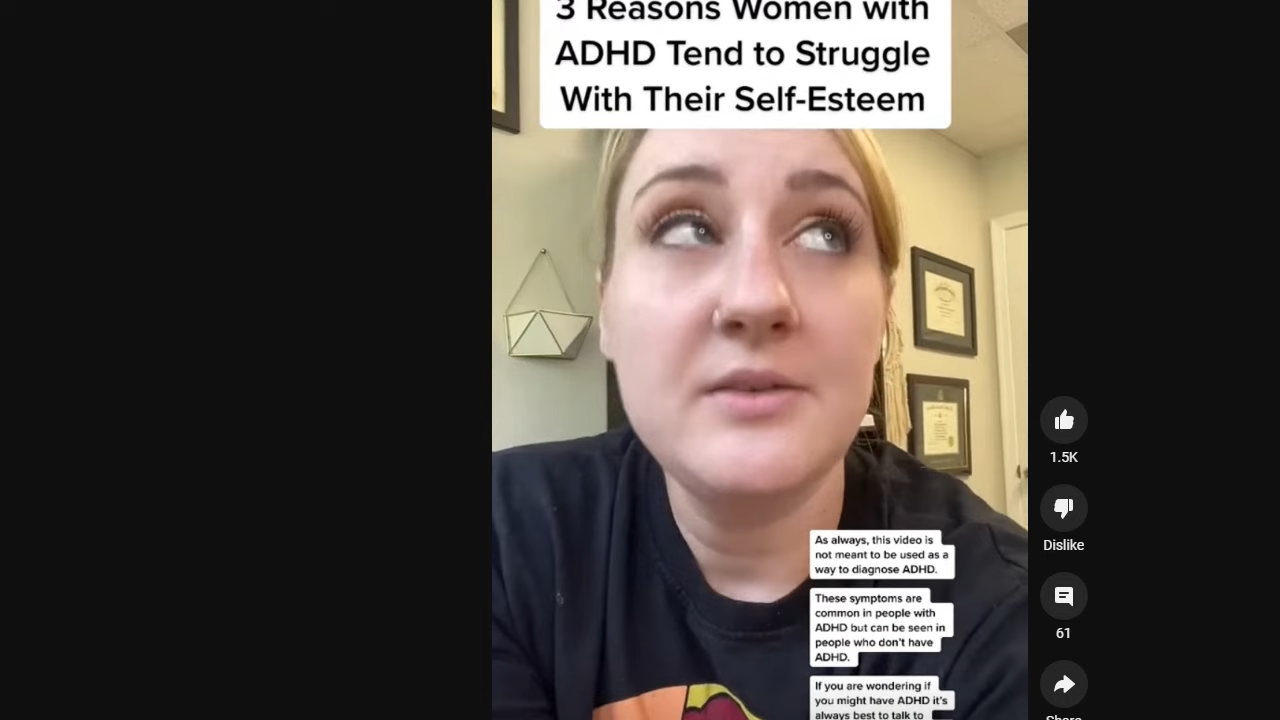 3 Reasons Women with
ADHD Tend to Struggle
With Their Self-Esteem
As always, this video is
not meant to be used as a
way to diagnose ADHD.
These symptoms are
common in people with
ADHD but can be seen in
people who don't have
ADHD.
If you are wondering if
you might have ADHD it's
always best to talk to
1.5K
Dislike
61
Share